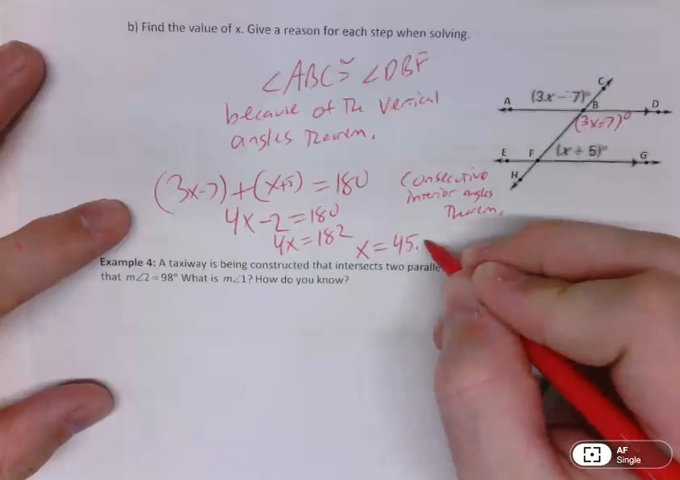 b) Find the value of x. Give a reason for each step when solving.
∠ABC ≅ ∠DBF
because of The Vertical
angles Theorem.
C
(3x − 7)°
A
B
D
(3x-7)°
E
F
(x + 5)°
G
H
(3x-7) + (x+5) = 180
Consecutive
interior angles
Theorem.
4x - 2 = 180
4x = 182
x = 45.
Example 4: A taxiway is being constructed that intersects two paralle
that m∠2 = 98° What is m∠1? How do you know?
AF
Single